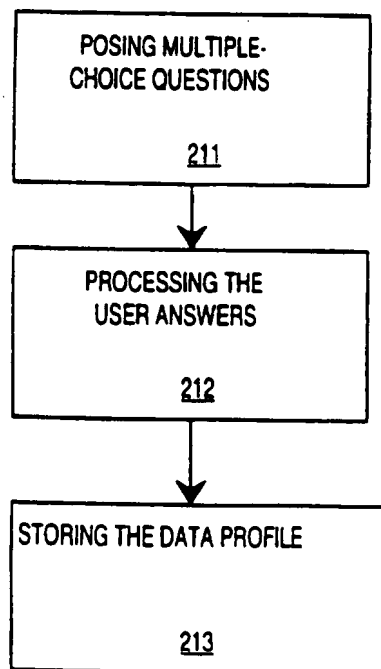 POSING MULTIPLE-
CHOICE QUESTIONS
211
PROCESSING THE
USER ANSWERS
212
STORING THE DATA PROFILE
213